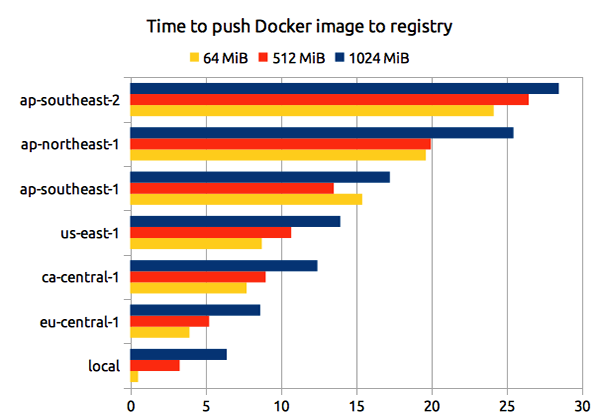 Time to push Docker image to registry
64 MiB 512 MiB 1024 MiB
ap-southeast-2
ap-northeast-1
ap-southeast-1
us-east-1
ca-central-1
eu-central-1
local
0 5 10 15 20 25 30